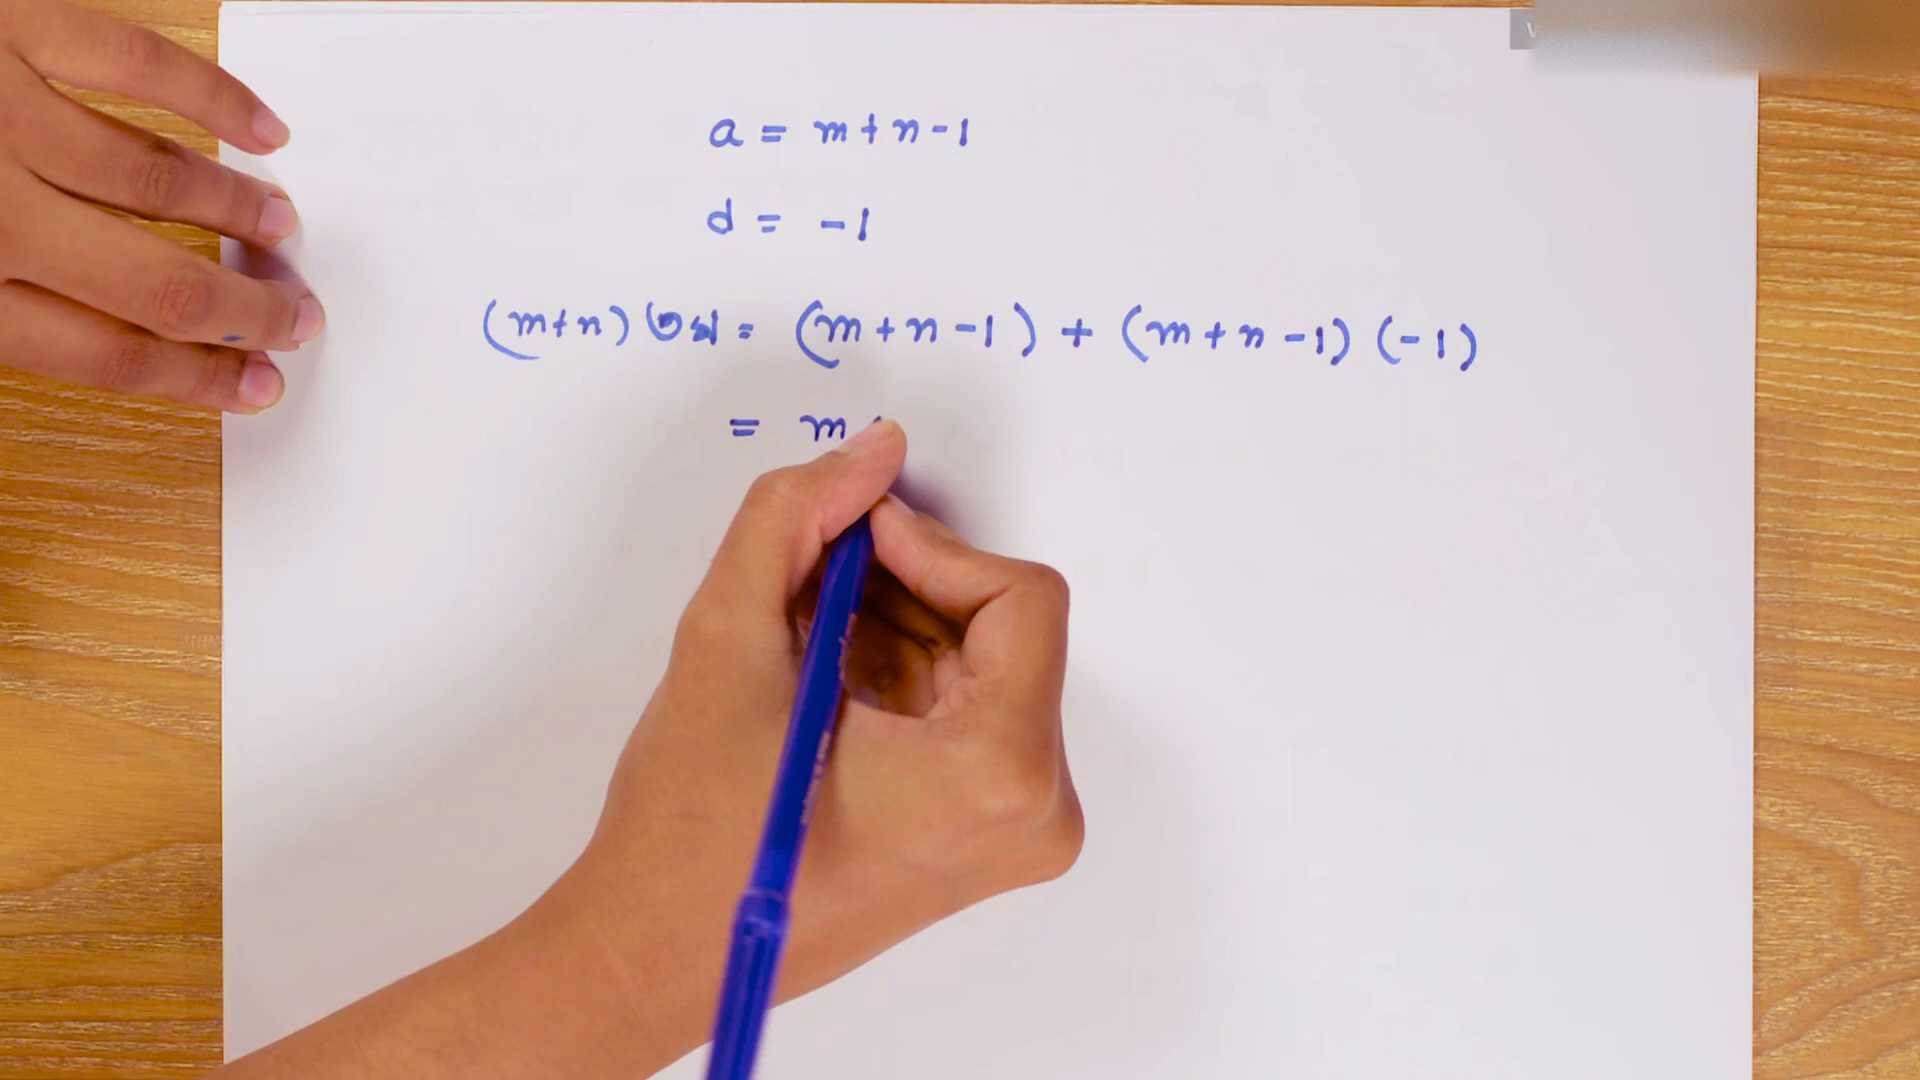 a = m+n-1
d = -1
(m+n) তম = (m+n-1) + (m+n-1) (-1)
= m